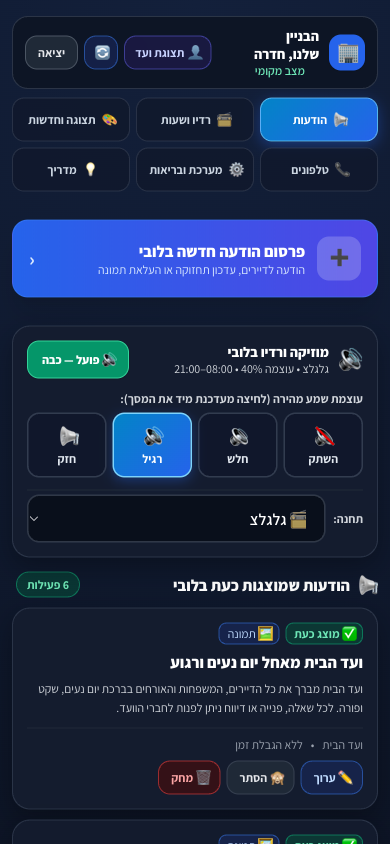 הבניין
שלנו, חדרה
מצב מקומי
תצוגת ועד
יציאה
הודעות
רדיו ושעות
תצוגה וחדשות
טלפונים
מערכת ובריאות
מדריך
פרסום הודעה חדשה בלובי
הודעה לדיירים, עדכון תחזוקה או העלאת תמונה
מוזיקה ורדיו בלובי
גלגלצ • עוצמה 40% • 08:00–21:00
פועל — כבה
עוצמת שמע מהירה (לחיצה מעדכנת מיד את המסך):
השתק
חלש
רגיל
חזק
תחנה:
גלגלצ
הודעות שמוצגות כעת בלובי
6 פעילות
מוצג כעת
תמונה
ועד הבית מאחל יום נעים ורגוע
ועד הבית מברך את כל הדיירים, המשפחות והאורחים בברכת יום נעים, שקט
ופורה. לכל שאלה, פנייה או דיווח ניתן לפנות לחברי הוועד.
ועד הבית • ללא הגבלת זמן
ערוך
הסתר
מחק